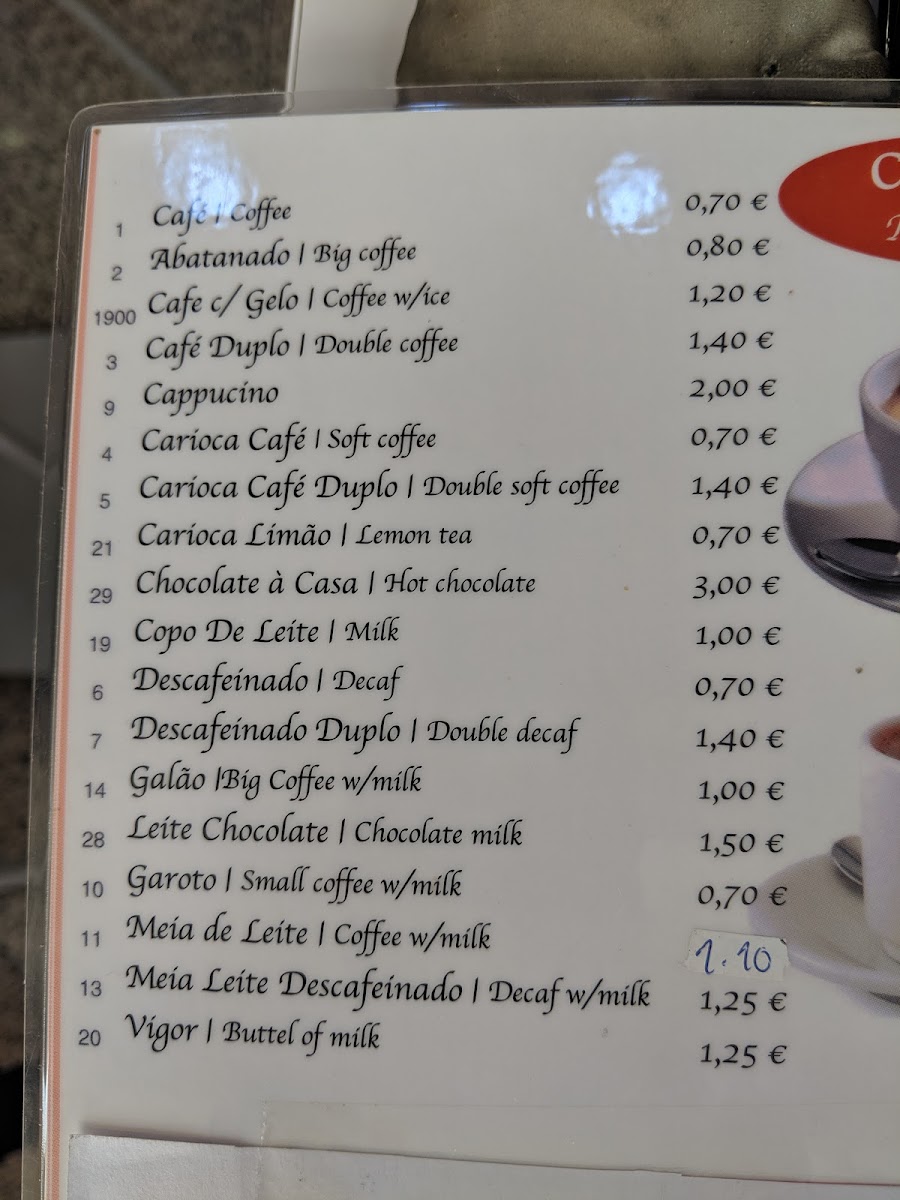 1 Café | Coffee 0,70 €
2 Abatanado | Big coffee 0,80 €
1900 Cafe c/ Gelo | Coffee w/ice 1,20 €
3 Café Duplo | Double coffee 1,40 €
9 Cappucino 2,00 €
4 Carioca Café | Soft coffee 0,70 €
5 Carioca Café Duplo | Double soft coffee 1,40 €
21 Carioca Limão | Lemon tea 0,70 €
29 Chocolate à Casa | Hot chocolate 3,00 €
19 Copo De Leite | Milk 1,00 €
6 Descafeinado | Decaf 0,70 €
7 Descafeinado Duplo | Double decaf 1,40 €
14 Galão |Big Coffee w/milk 1,00 €
28 Leite Chocolate | Chocolate milk 1,50 €
10 Garoto | Small coffee w/milk 0,70 €
11 Meia de Leite | Coffee w/milk 1.10
13 Meia Leite Descafeinado | Decaf w/milk 1,25 €
20 Vigor | Buttel of milk 1,25 €